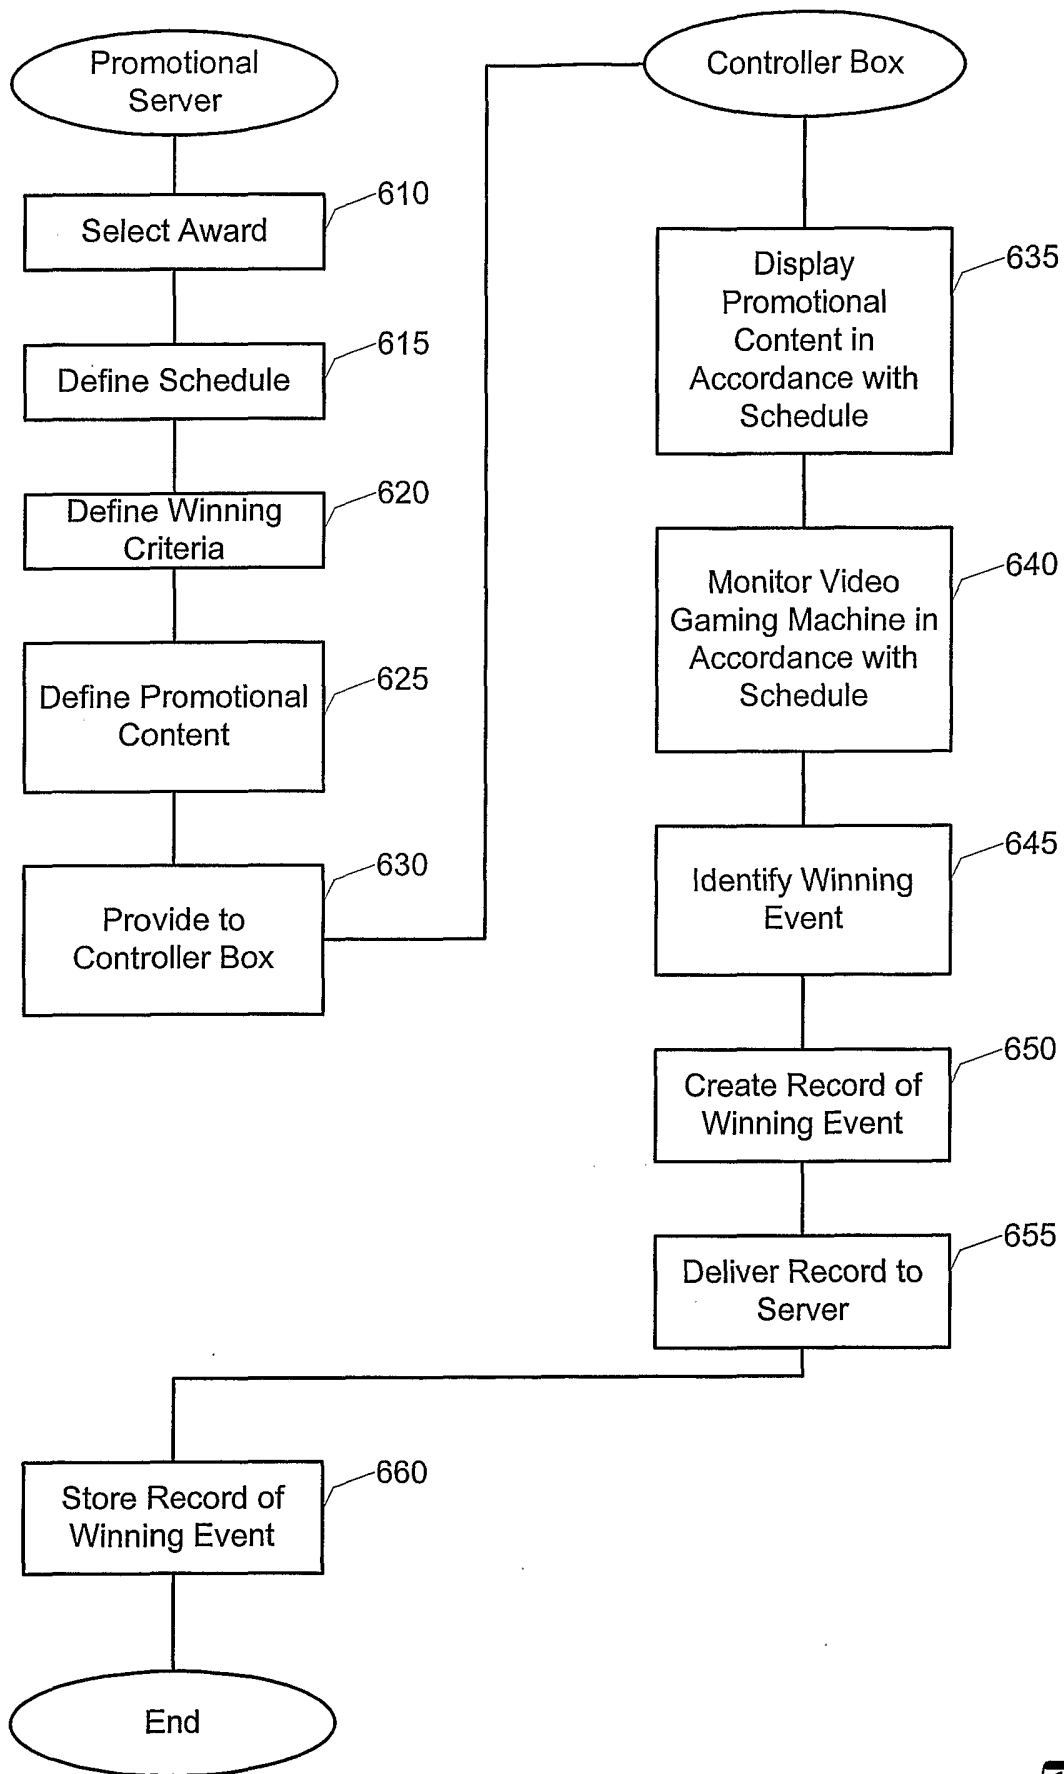 Promotional
Server
610
Select Award
615
Define Schedule
620
Define Winning
Criteria
625
Define Promotional
Content
630
Provide to
Controller Box
Controller Box
635
Display
Promotional
Content in
Accordance with
Schedule
640
Monitor Video
Gaming Machine in
Accordance with
Schedule
645
Identify Winning
Event
650
Create Record of
Winning Event
655
Deliver Record to
Server
660
Store Record of
Winning Event
End